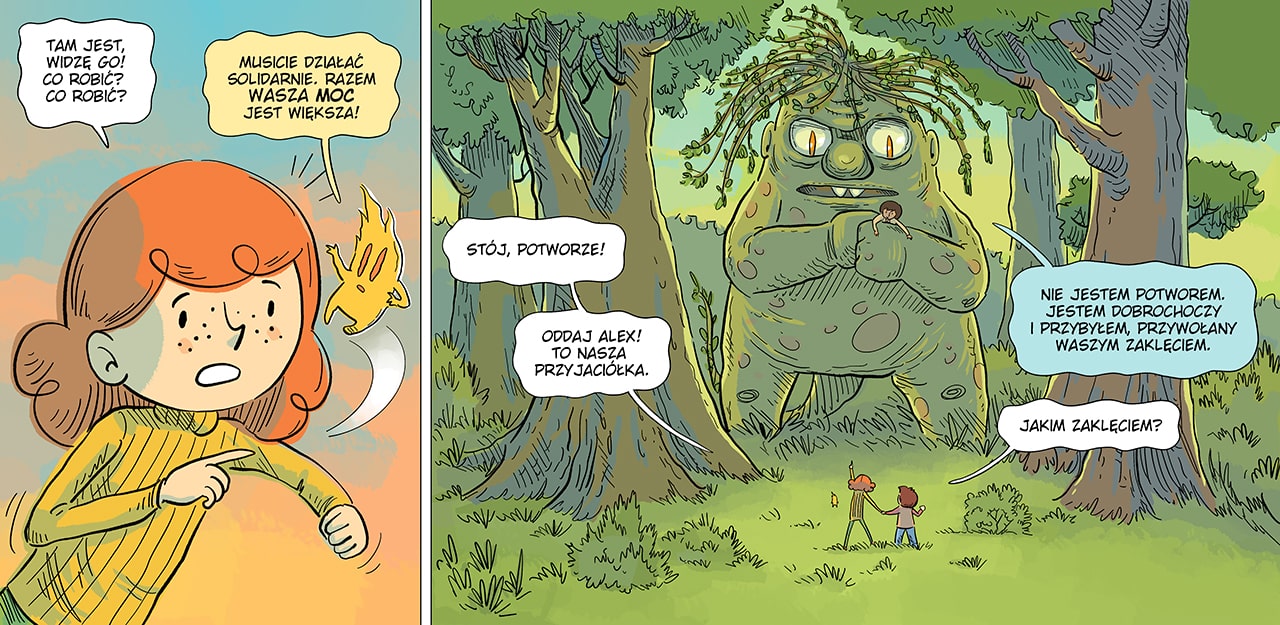 TAM JEST,
WIDZĘ GO!
CO ROBIĆ?
CO ROBIĆ?
MUSICIE DZIAŁAĆ
SOLIDARNIE. RAZEM
WASZA MOC
JEST WIĘKSZA!
STÓJ, POTWORZE!
ODDAJ ALEX!
TO NASZA
PRZYJACIÓŁKA.
NIE JESTEM POTWOREM.
JESTEM DOBROCHOCZY
I PRZYBYŁEM, PRZYWOŁANY
WASZYM ZAKLĘCIEM.
JAKIM ZAKLĘCIEM?